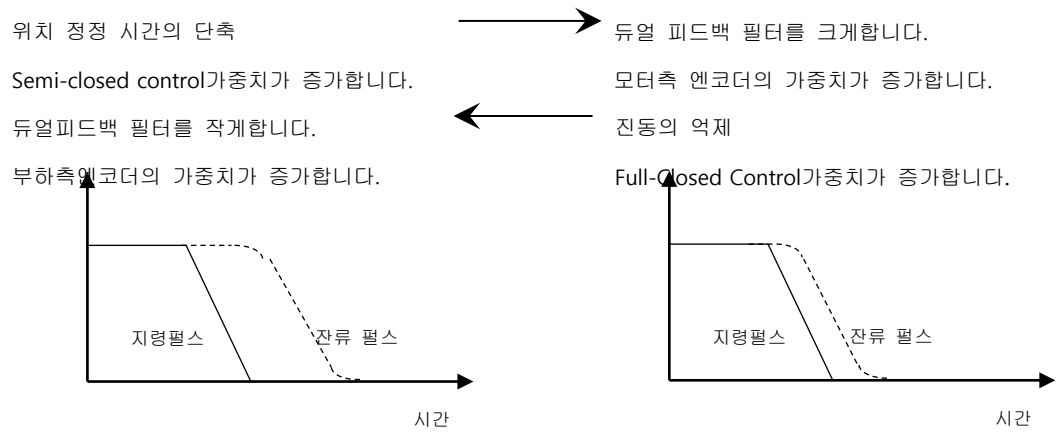 위치 정정 시간의 단축
Semi-closed control가중치가 증가합니다.
듀얼피드백 필터를 작게합니다.
부하측엔코더의 가중치가 증가합니다.
듀얼 피드백 필터를 크게합니다.
모터측 엔코더의 가중치가 증가합니다.
진동의 억제
Full-Closed Control가중치가 증가합니다.
지령펄스
잔류 펄스
시간
지령펄스
잔류 펄스
시간